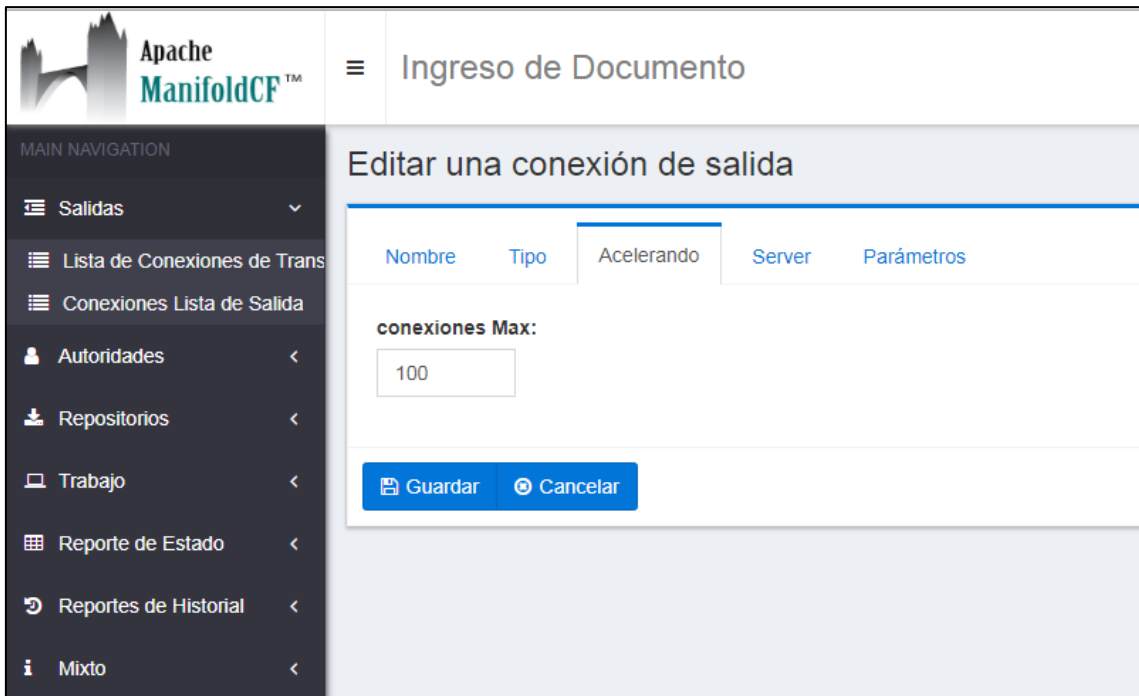 Apache
ManifoldCF™
Ingreso de Documento
MAIN NAVIGATION
Salidas
Lista de Conexiones de Trans
Conexiones Lista de Salida
Autoridades
Repositorios
Trabajo
Reporte de Estado
Reportes de Historial
Mixto
Editar una conexión de salida
Nombre Tipo Acelerando Server Parámetros
conexiones Max:
100
Guardar Cancelar